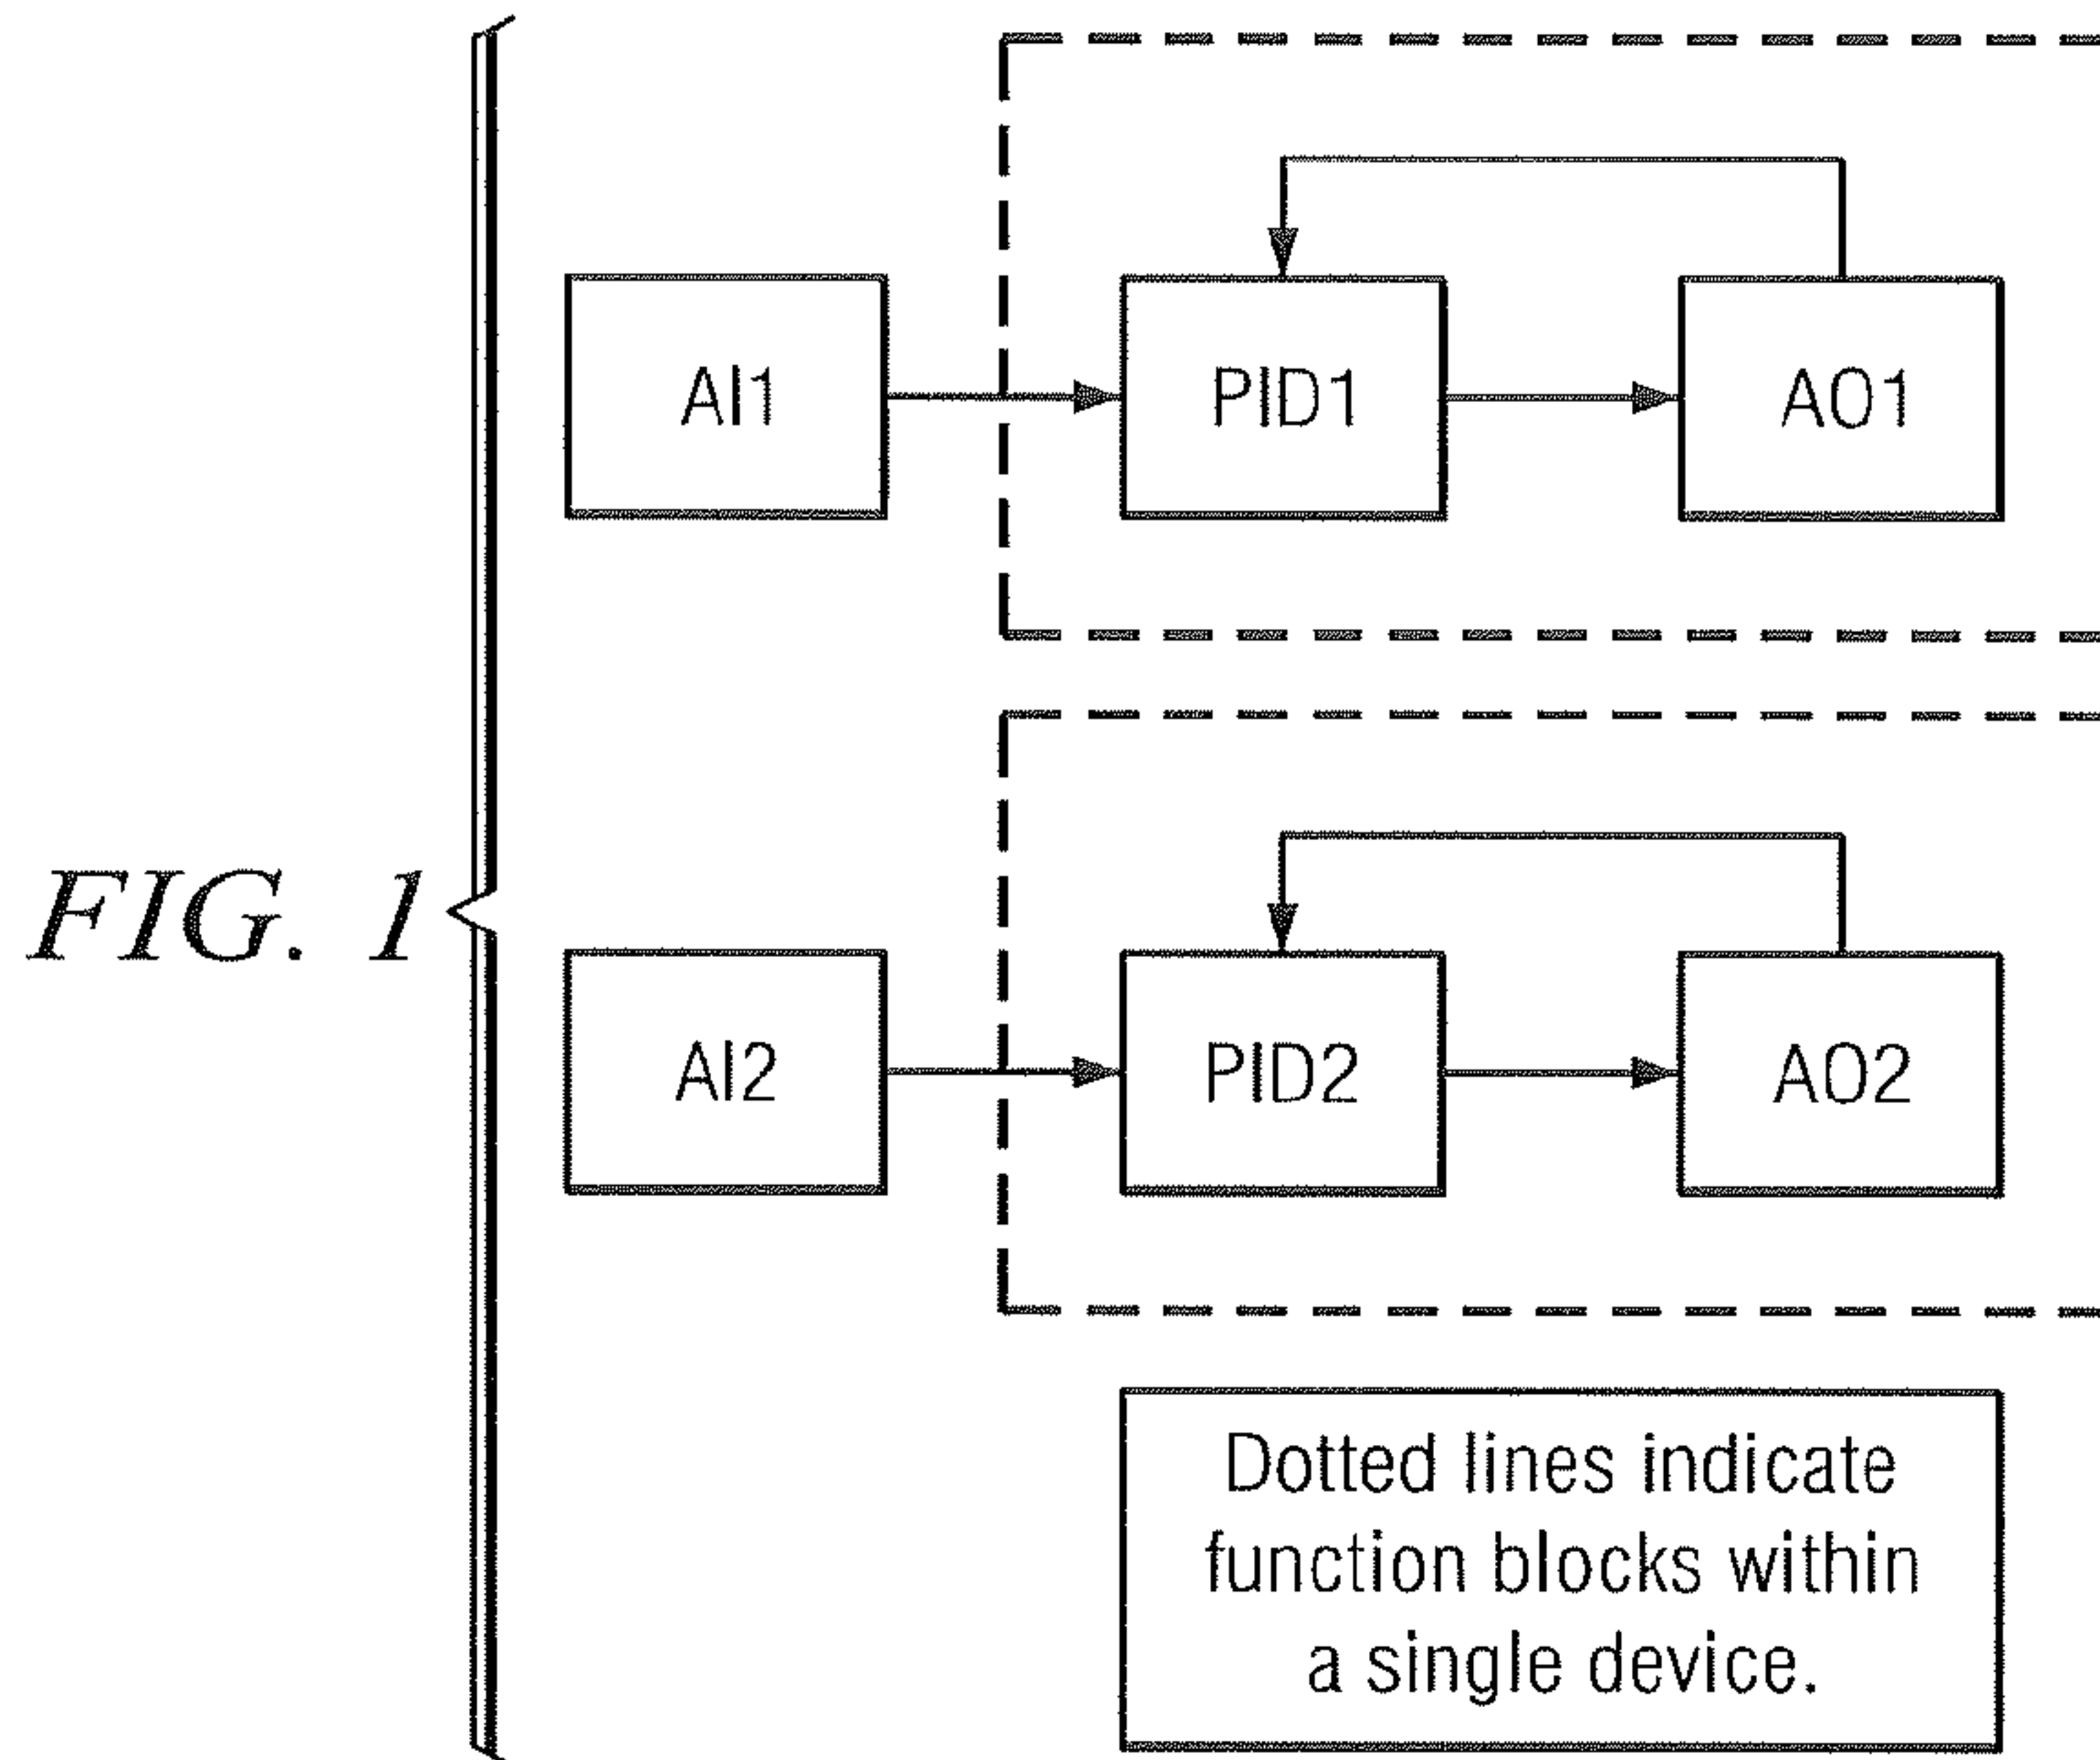 AI1
PID1
AO1
FIG. 1
AI2
PID2
AO2
Dotted lines indicate
function blocks within
a single device.